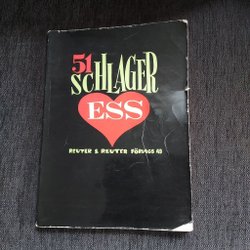 51
SCHLAGER
ESS
REUTER & REUTER FÖRLAGS AB